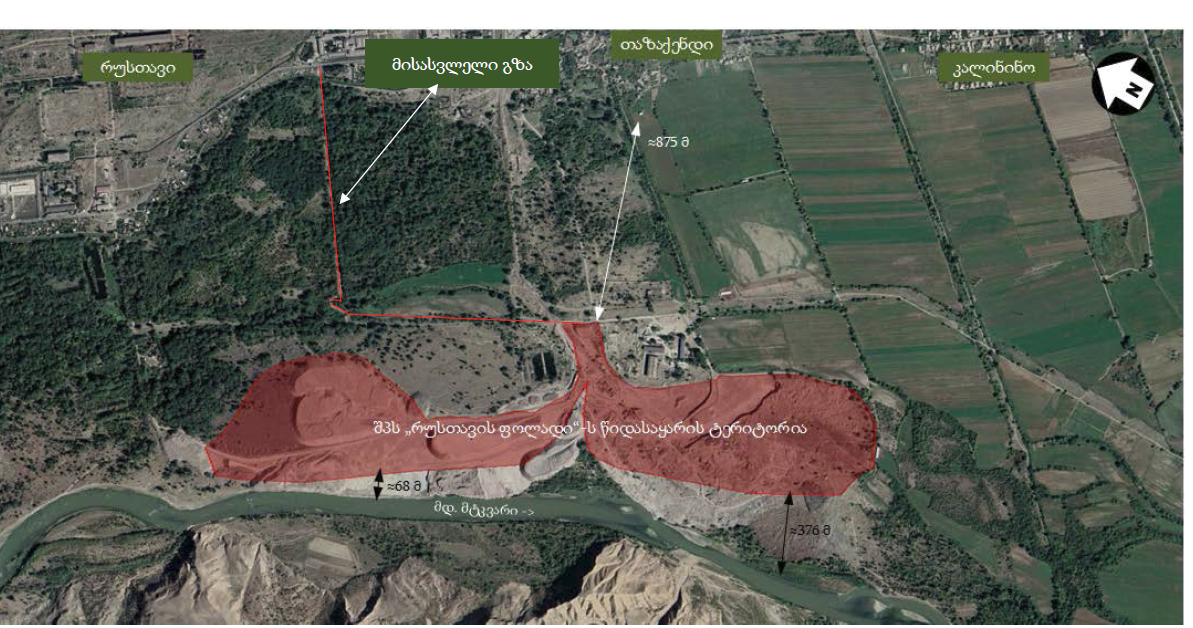 თაზაქენდი
რუსთავი
მისასვლელი გზა
კალინინო
N
≈875 მ
შპს „რუსთავის ფოლადი“-ს წიდასაყარის ტერიტორია
≈68 მ
მდ. მტკვარი ->
≈376 მ